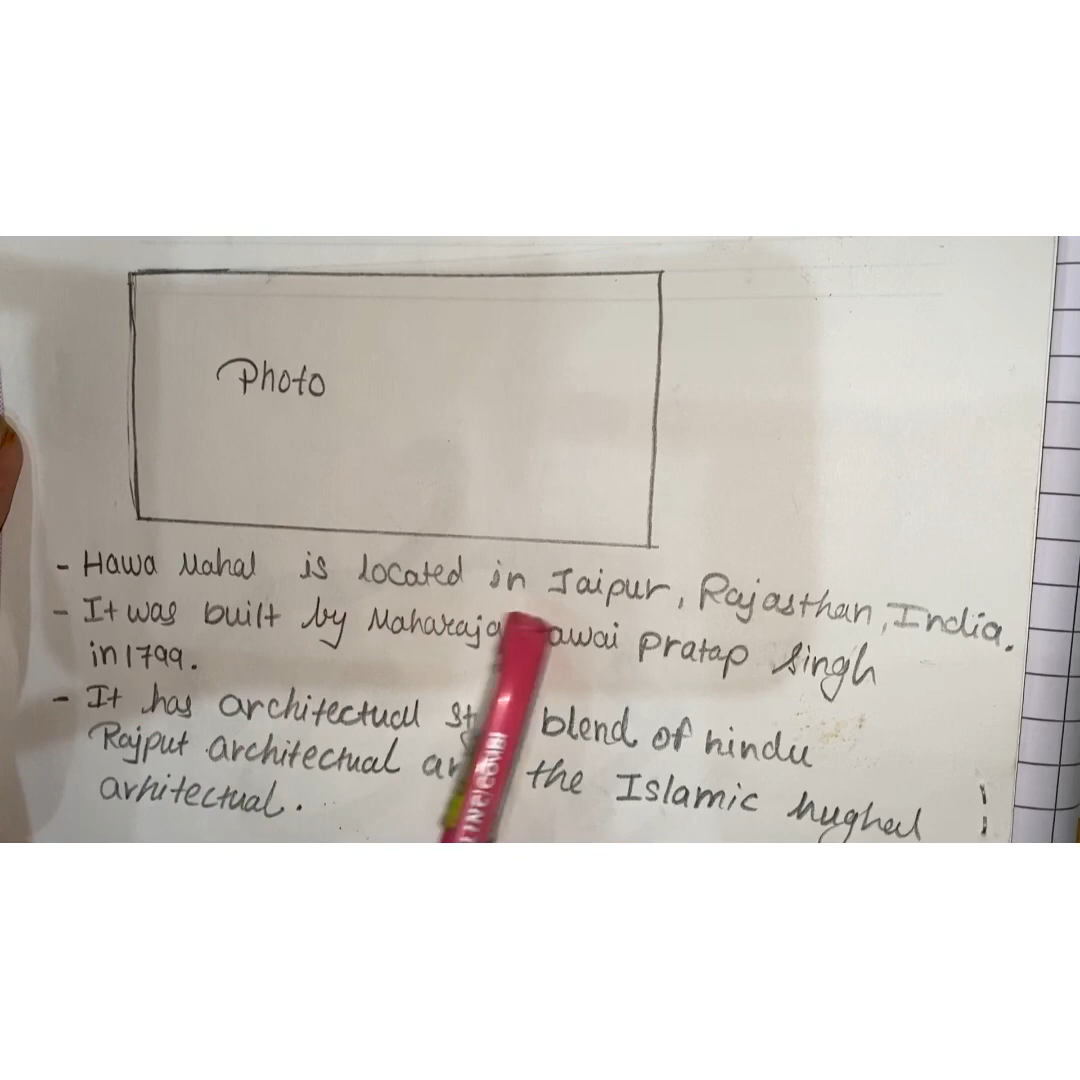 Photo
- Hawa Mahal is located in Jaipur, Rajasthan, India.
- It was built by Maharaja awai pratap singh
in 1799.
- It has architectual st blend of hindu
Rajput architectual the Islamic mughal
arhitectual.